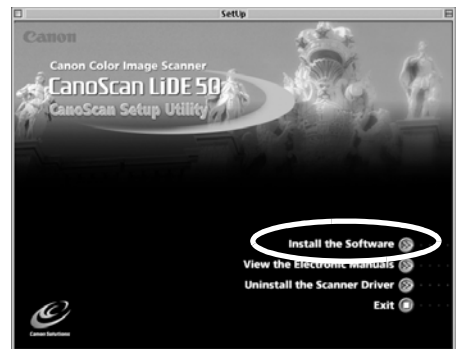 SetUp
Canon
Canon Color Image Scanner
CanoScan LiDE 50
CanoScan Setup Utility
Install the Software
View the Electronic Manuals
Uninstall the Scanner Driver
Exit
Canon Solutions